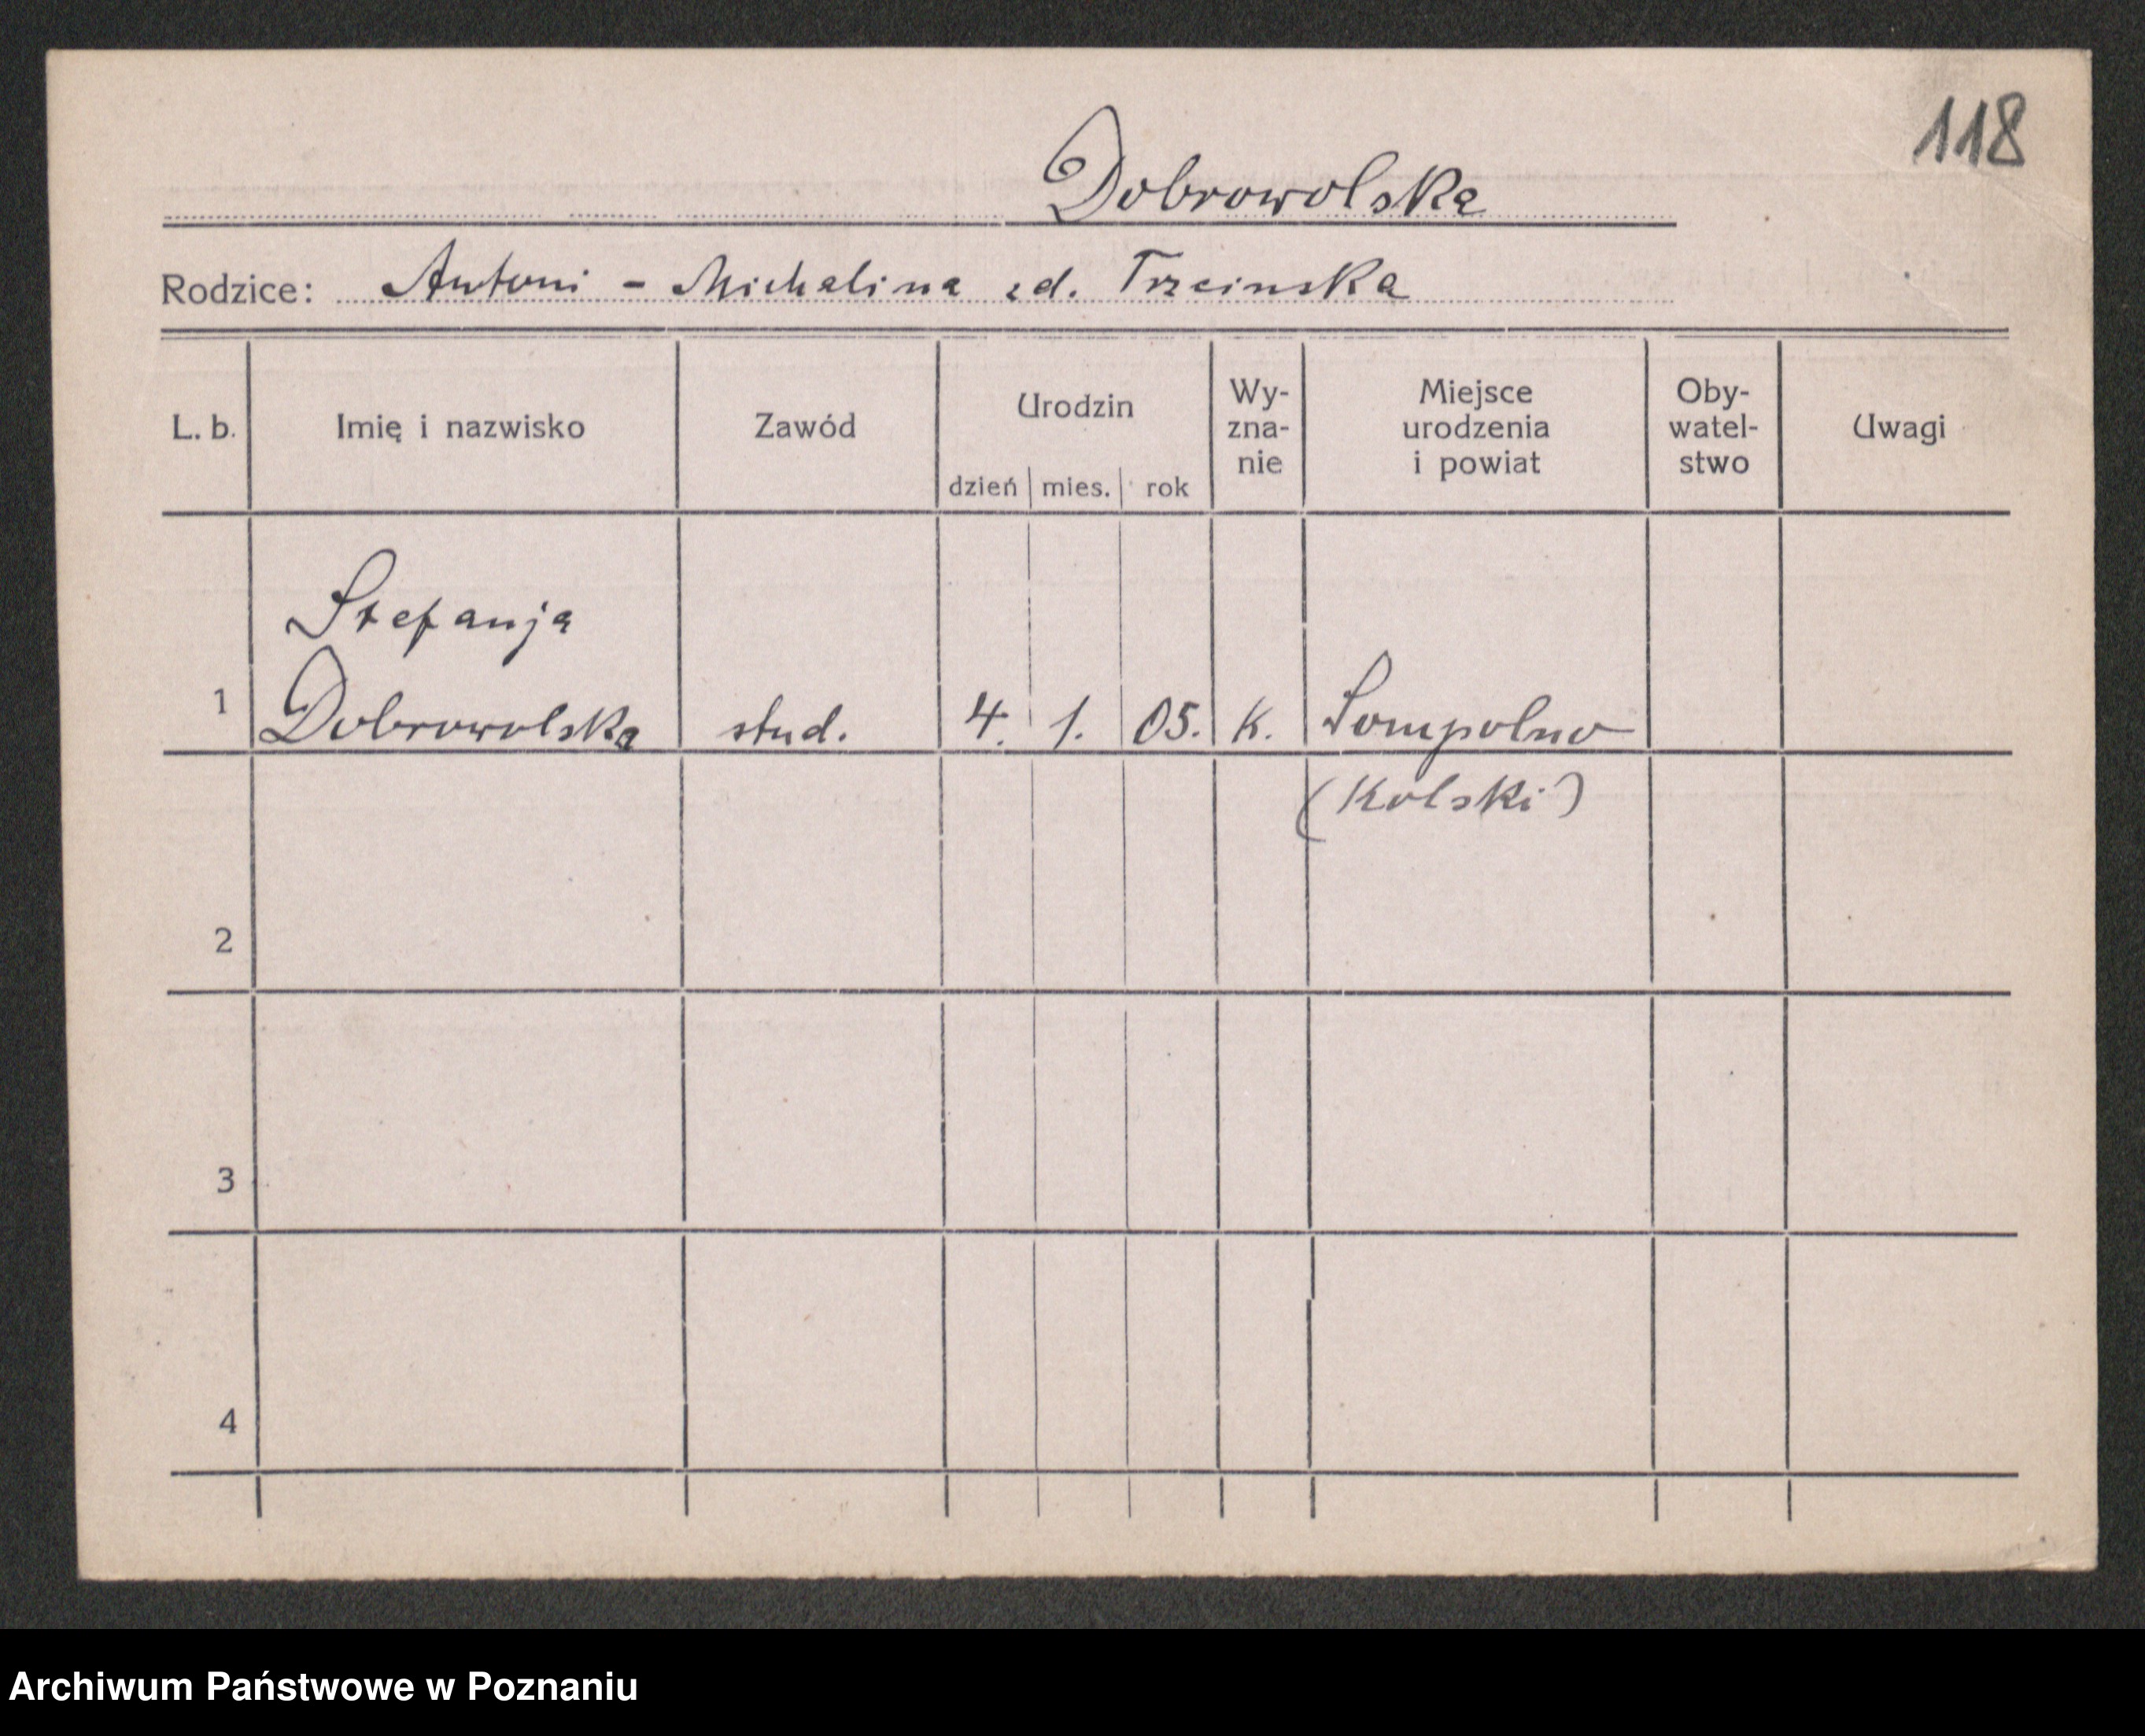 118
Dobrowolska
Rodzice: Antoni - Michalina zd. Trzcinska
L. b. Imię i nazwisko Zawód Urodzin dzień mies. rok Wy-zna-nie Miejsce urodzenia i powiat Oby-watel-stwo Uwagi
Stefanja
1 Dobrowolska stud. 4. 1. 05. K. Sompolno
(Kolski)
2
3
4
Archiwum Państwowe w Poznaniu